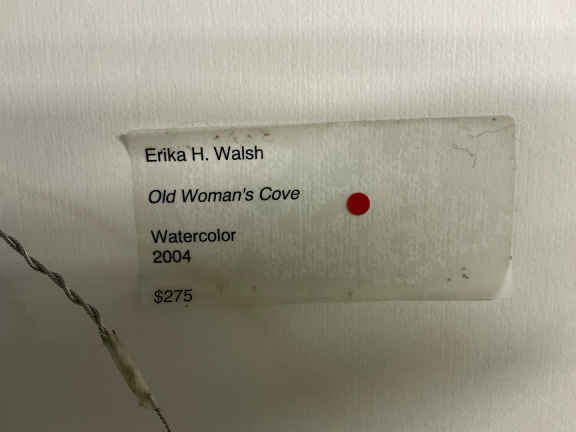 Erika H. Walsh
Old Woman's Cove
Watercolor
2004
$275